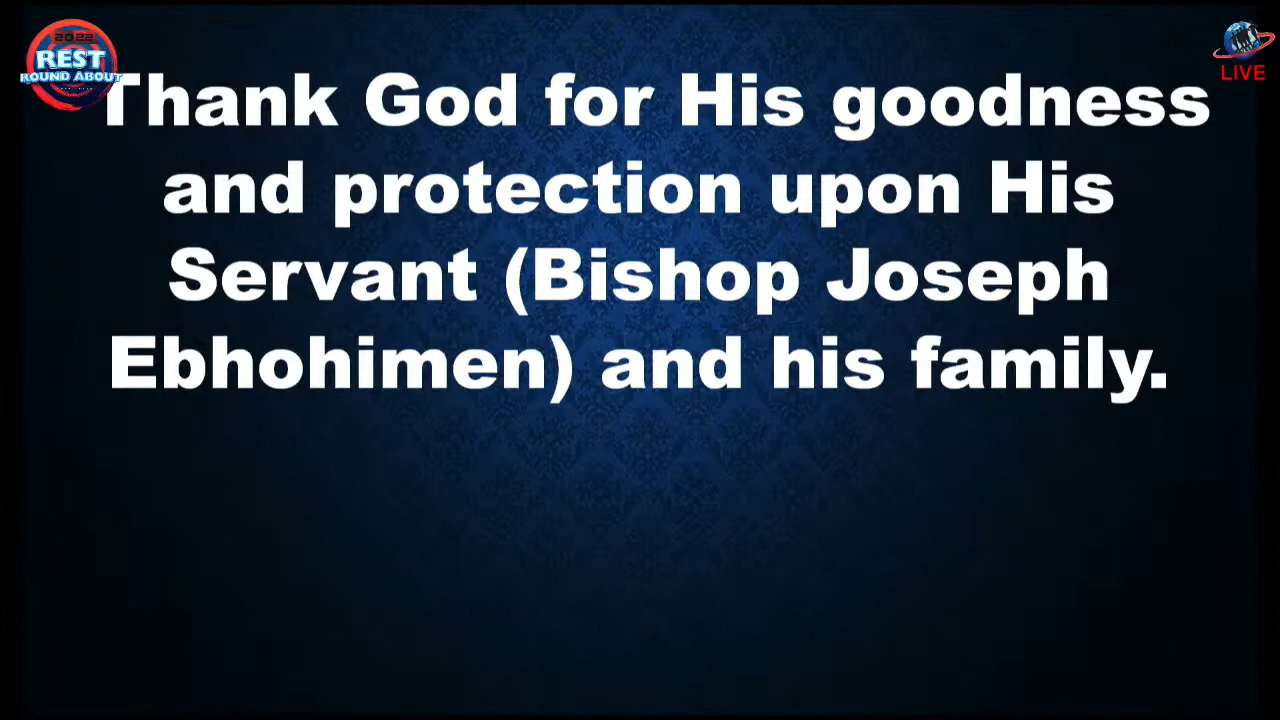 2022
REST
ROUND ABOUT
LIVE
Thank God for His goodness
and protection upon His
Servant (Bishop Joseph
Ebhohimen) and his family.